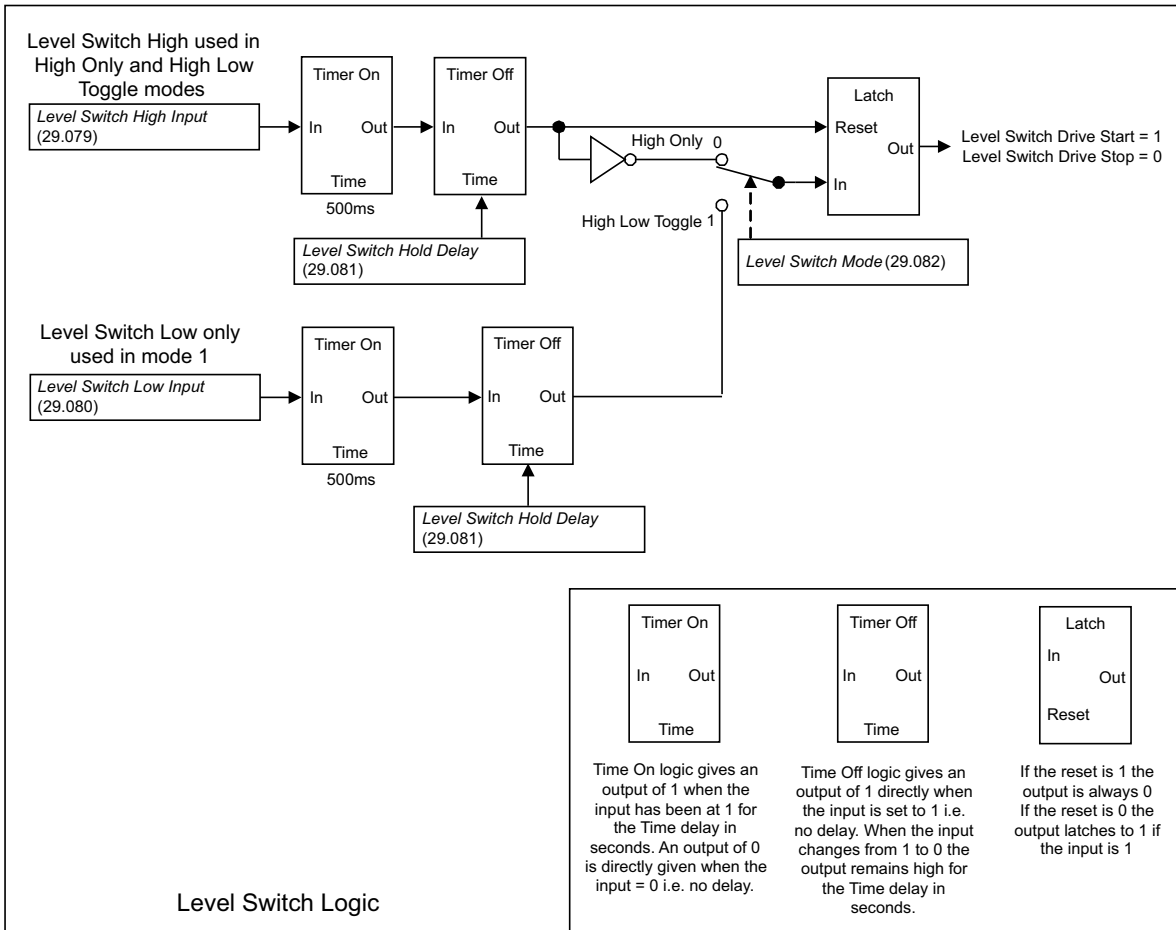 Level Switch High used in
High Only and High Low
Toggle modes
Level Switch High Input
(29.079)
Timer On
In
Out
Time
500ms
Timer Off
In
Out
Time
Level Switch Hold Delay
(29.081)
High Only
0
High Low Toggle 1
Level Switch Mode (29.082)
Latch
Reset
Out
In
Level Switch Drive Start = 1
Level Switch Drive Stop = 0
Level Switch Low only
used in mode 1
Level Switch Low Input
(29.080)
Timer On
In
Out
Time
500ms
Timer Off
In
Out
Time
Level Switch Hold Delay
(29.081)
Timer On
In
Out
Time
Time On logic gives an
output of 1 when the
input has been at 1 for
the Time delay in
seconds. An output of 0
is directly given when the
input = 0 i.e. no delay.
Timer Off
In
Out
Time
Time Off logic gives an
output of 1 directly when
the input is set to 1 i.e.
no delay. When the input
changes from 1 to 0 the
output remains high for
the Time delay in
seconds.
Latch
In
Out
Reset
If the reset is 1 the
output is always 0
If the reset is 0 the
output latches to 1 if
the input is 1
Level Switch Logic